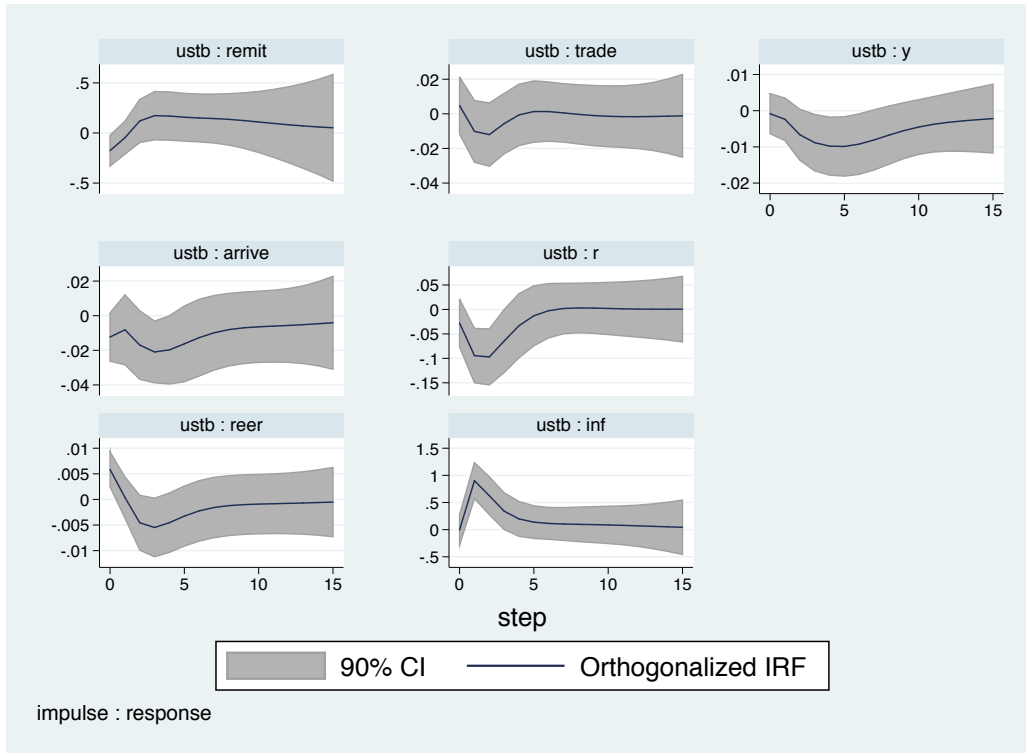 ustb : remit
.5
0
-.5
ustb : trade
.02
0
-.02
-.04
ustb : y
.01
0
-.01
-.02
0 5 10 15
ustb : arrive
.02
0
-.02
-.04
ustb : r
.05
0
-.05
-.1
-.15
ustb : reer
.01
.005
0
-.005
-.01
0 5 10 15
ustb : inf
1.5
1
.5
0
-.5
0 5 10 15
step
90% CI Orthogonalized IRF
impulse : response